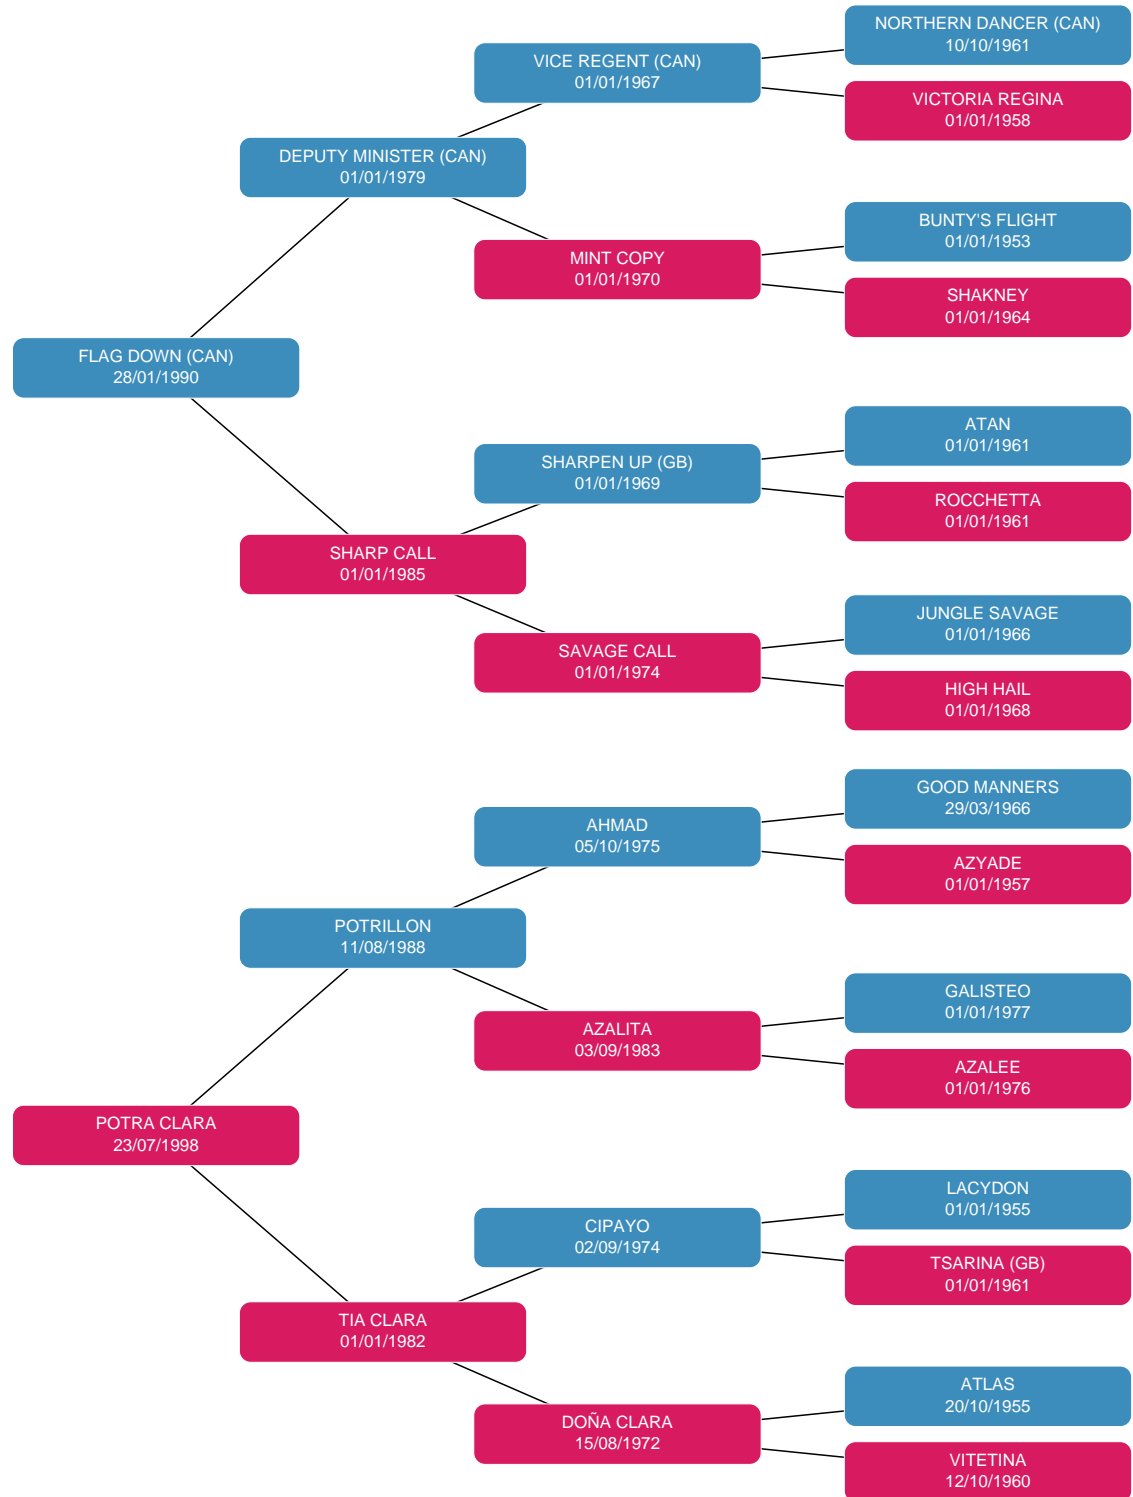 NORTHERN DANCER (CAN)
10/10/1961
VICE REGENT (CAN)
01/01/1967
VICTORIA REGINA
01/01/1958
DEPUTY MINISTER (CAN)
01/01/1979
BUNTY'S FLIGHT
01/01/1953
MINT COPY
01/01/1970
SHAKNEY
01/01/1964
FLAG DOWN (CAN)
28/01/1990
ATAN
01/01/1961
SHARPEN UP (GB)
01/01/1969
ROCCHETTA
01/01/1961
SHARP CALL
01/01/1985
JUNGLE SAVAGE
01/01/1966
SAVAGE CALL
01/01/1974
HIGH HAIL
01/01/1968
GOOD MANNERS
29/03/1966
AHMAD
05/10/1975
AZYADE
01/01/1957
POTRILLON
11/08/1988
GALISTEO
01/01/1977
AZALITA
03/09/1983
AZALEE
01/01/1976
POTRA CLARA
23/07/1998
LACYDON
01/01/1955
CIPAYO
02/09/1974
TSARINA (GB)
01/01/1961
TIA CLARA
01/01/1982
ATLAS
20/10/1955
DOÑA CLARA
15/08/1972
VITETINA
12/10/1960